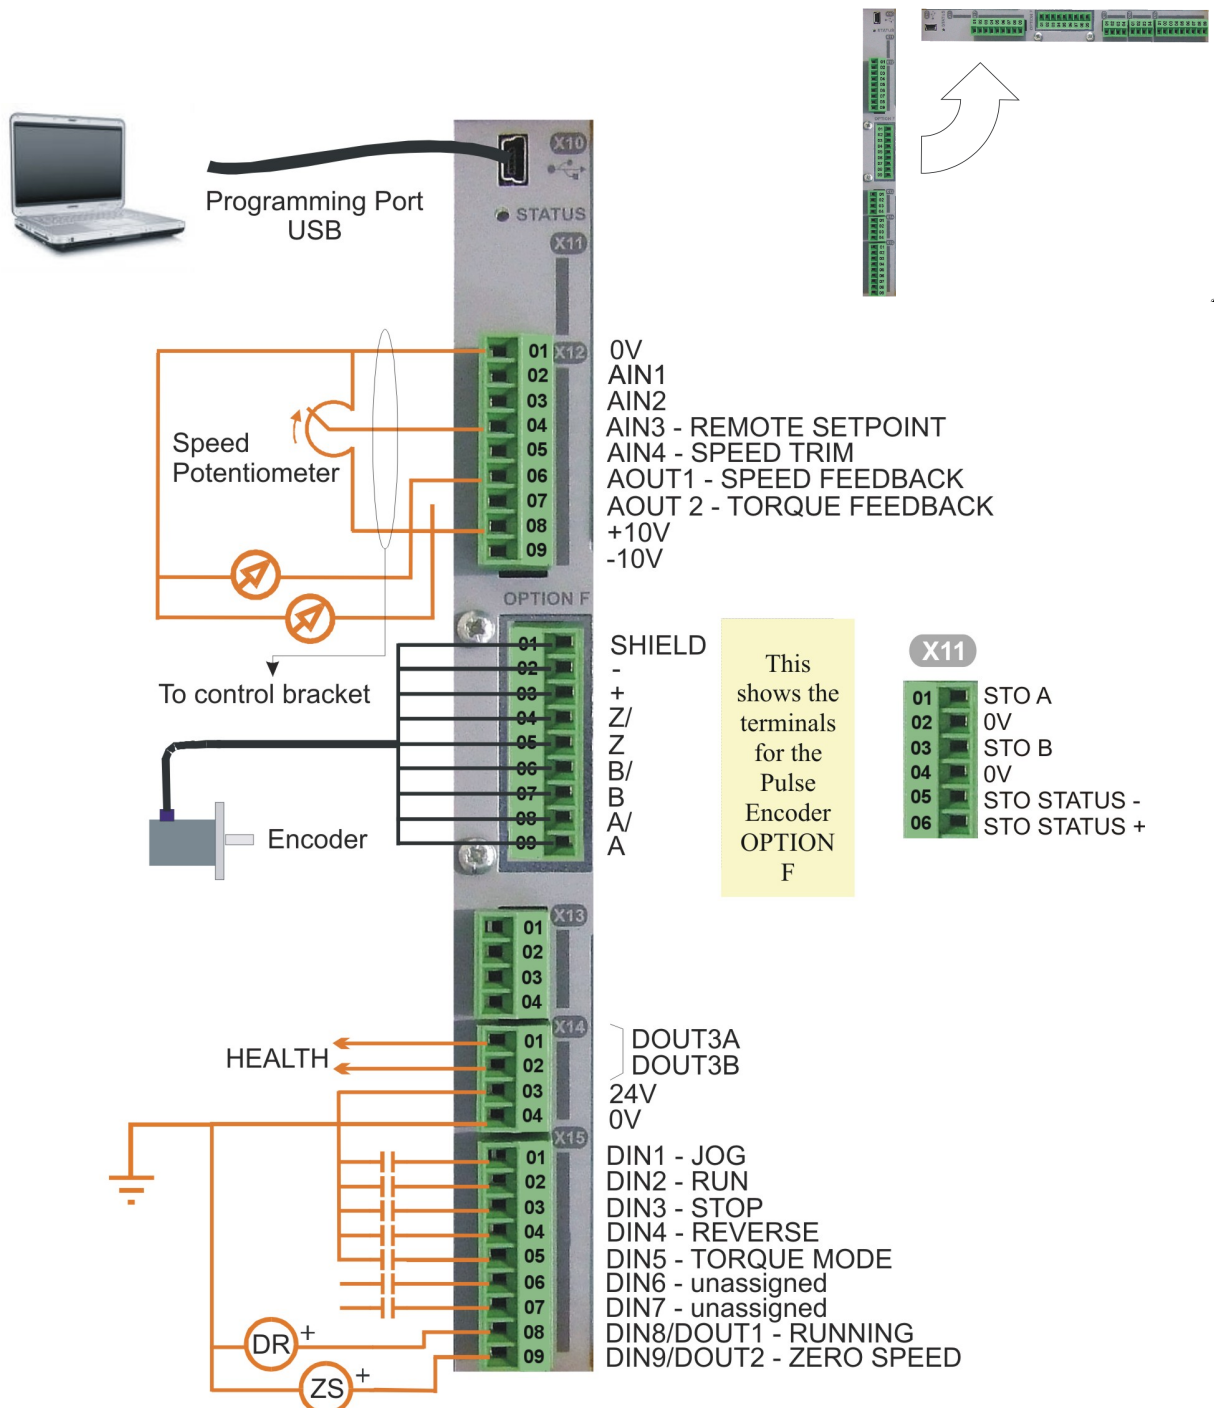 X10
Programming Port
USB
STATUS
X11
01 X12 0V
02 AIN1
03 AIN2
04 AIN3 - REMOTE SETPOINT
05 AIN4 - SPEED TRIM
06 AOUT1 - SPEED FEEDBACK
07 AOUT 2 - TORQUE FEEDBACK
08 +10V
09 -10V
Speed
Potentiometer
OPTION F
To control bracket
01 SHIELD
02 -
03 +
04 Z/
05 Z
06 B/
07 B
08 A/
09 A
Encoder
This
shows the
terminals
for the
Pulse
Encoder
OPTION
F
X11
01 STO A
02 0V
03 STO B
04 0V
05 STO STATUS -
06 STO STATUS +
X13
01
02
03
04
X14
HEALTH
01 DOUT3A
02 DOUT3B
03 24V
04 0V
X15
01 DIN1 - JOG
02 DIN2 - RUN
03 DIN3 - STOP
04 DIN4 - REVERSE
05 DIN5 - TORQUE MODE
06 DIN6 - unassigned
07 DIN7 - unassigned
08 DIN8/DOUT1 - RUNNING
09 DIN9/DOUT2 - ZERO SPEED
DR +
ZS +